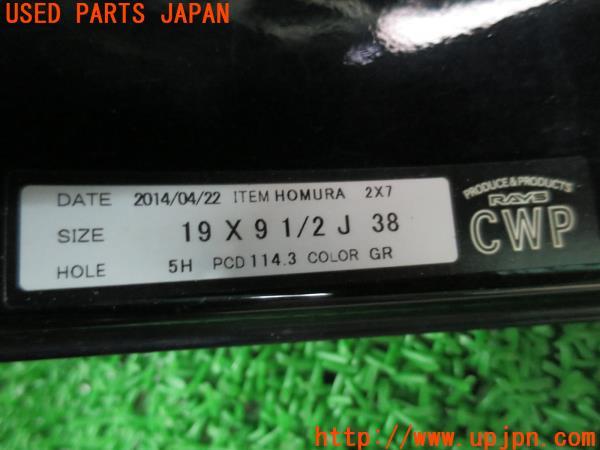 USED PARTS JAPAN
DATE 2014/04/22 ITEM HOMURA 2X7
SIZE 19 X 9 1/2 J 38
HOLE 5H PCD 114.3 COLOR GR
PRODUCE & PRODUCTS
RAYS
CWP
http://www.upjpn.com/